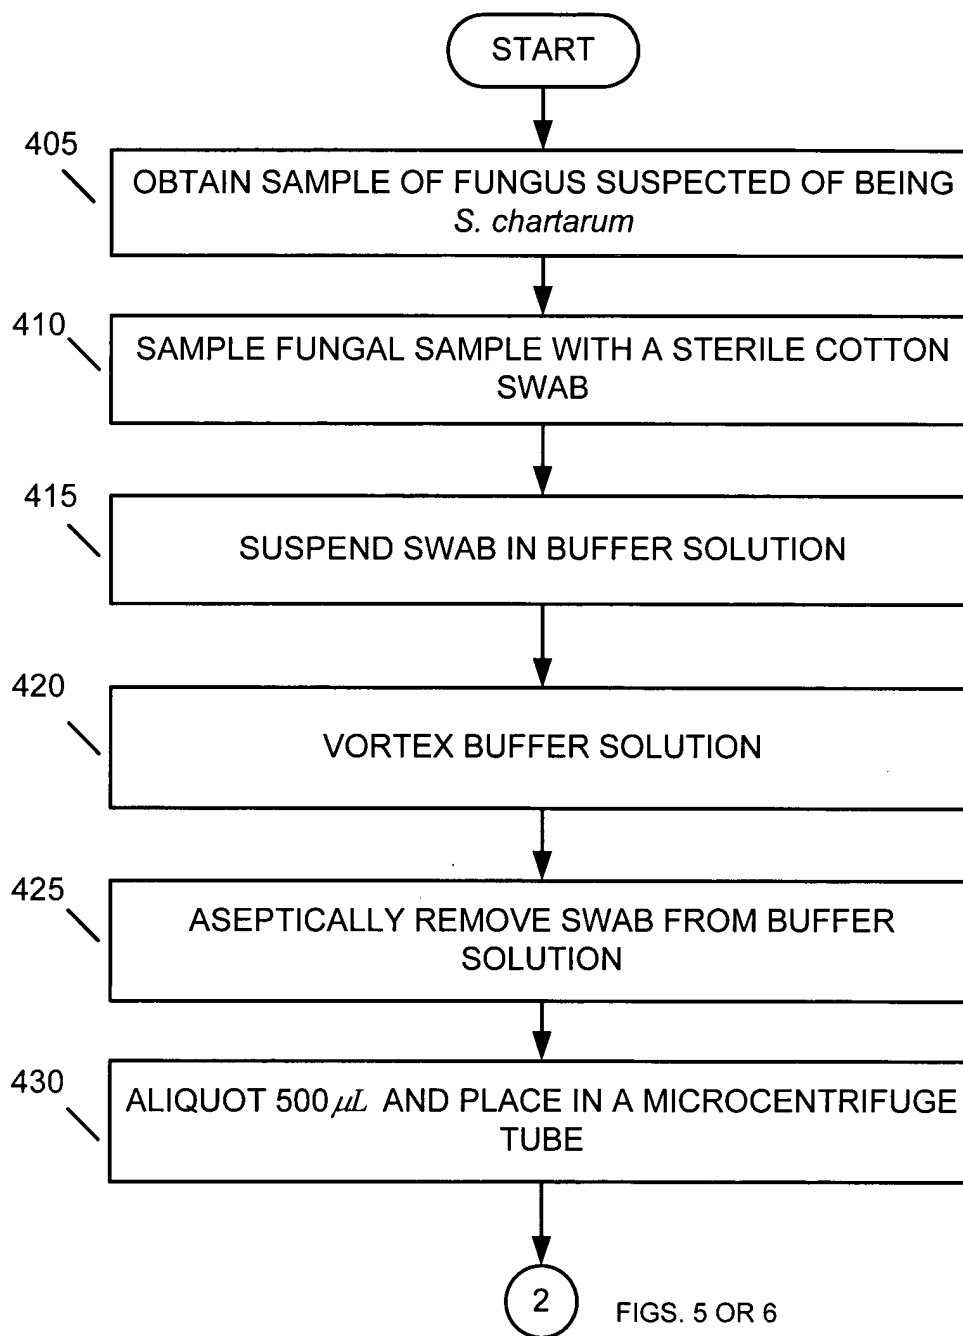 START
405
OBTAIN SAMPLE OF FUNGUS SUSPECTED OF BEING
S. chartarum
410
SAMPLE FUNGAL SAMPLE WITH A STERILE COTTON
SWAB
415
SUSPEND SWAB IN BUFFER SOLUTION
420
VORTEX BUFFER SOLUTION
425
ASEPTICALLY REMOVE SWAB FROM BUFFER
SOLUTION
430
ALIQUOT 500 μL AND PLACE IN A MICROCENTRIFUGE
TUBE
2
FIGS. 5 OR 6